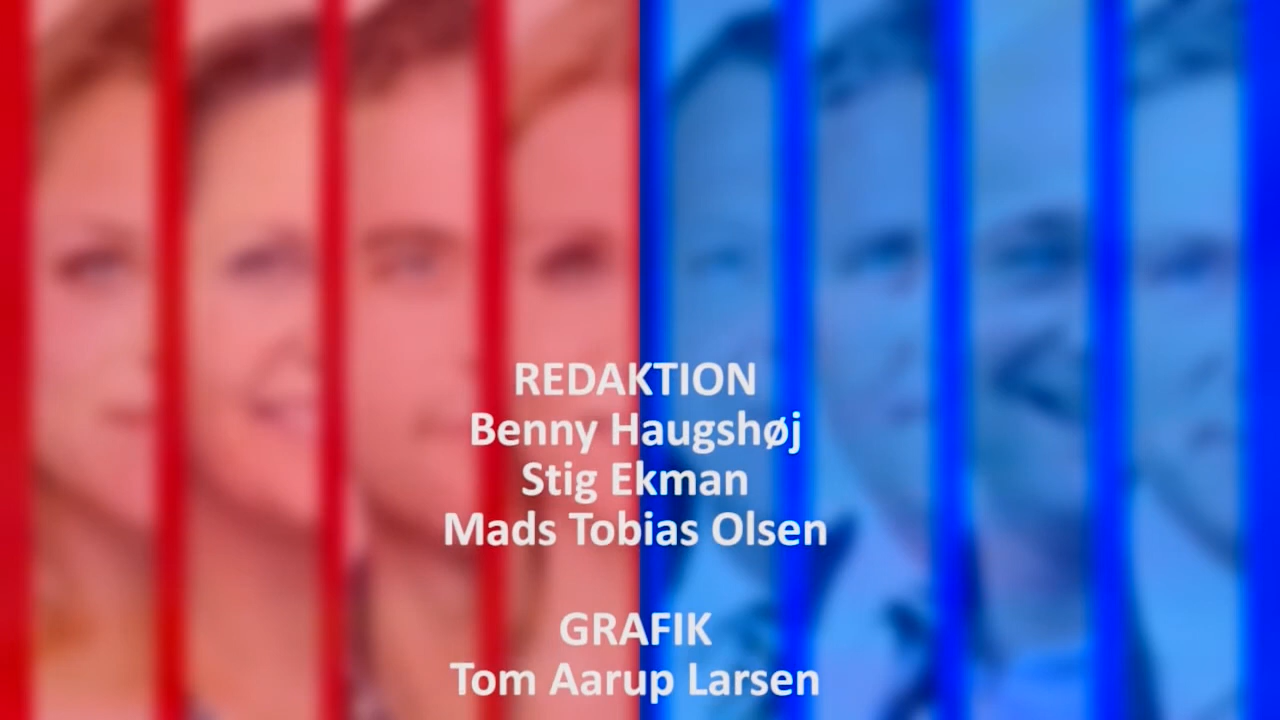 REDAKTION
Benny Haugshøj
Stig Ekman
Mads Tobias Olsen
GRAFIK
Tom Aarup Larsen